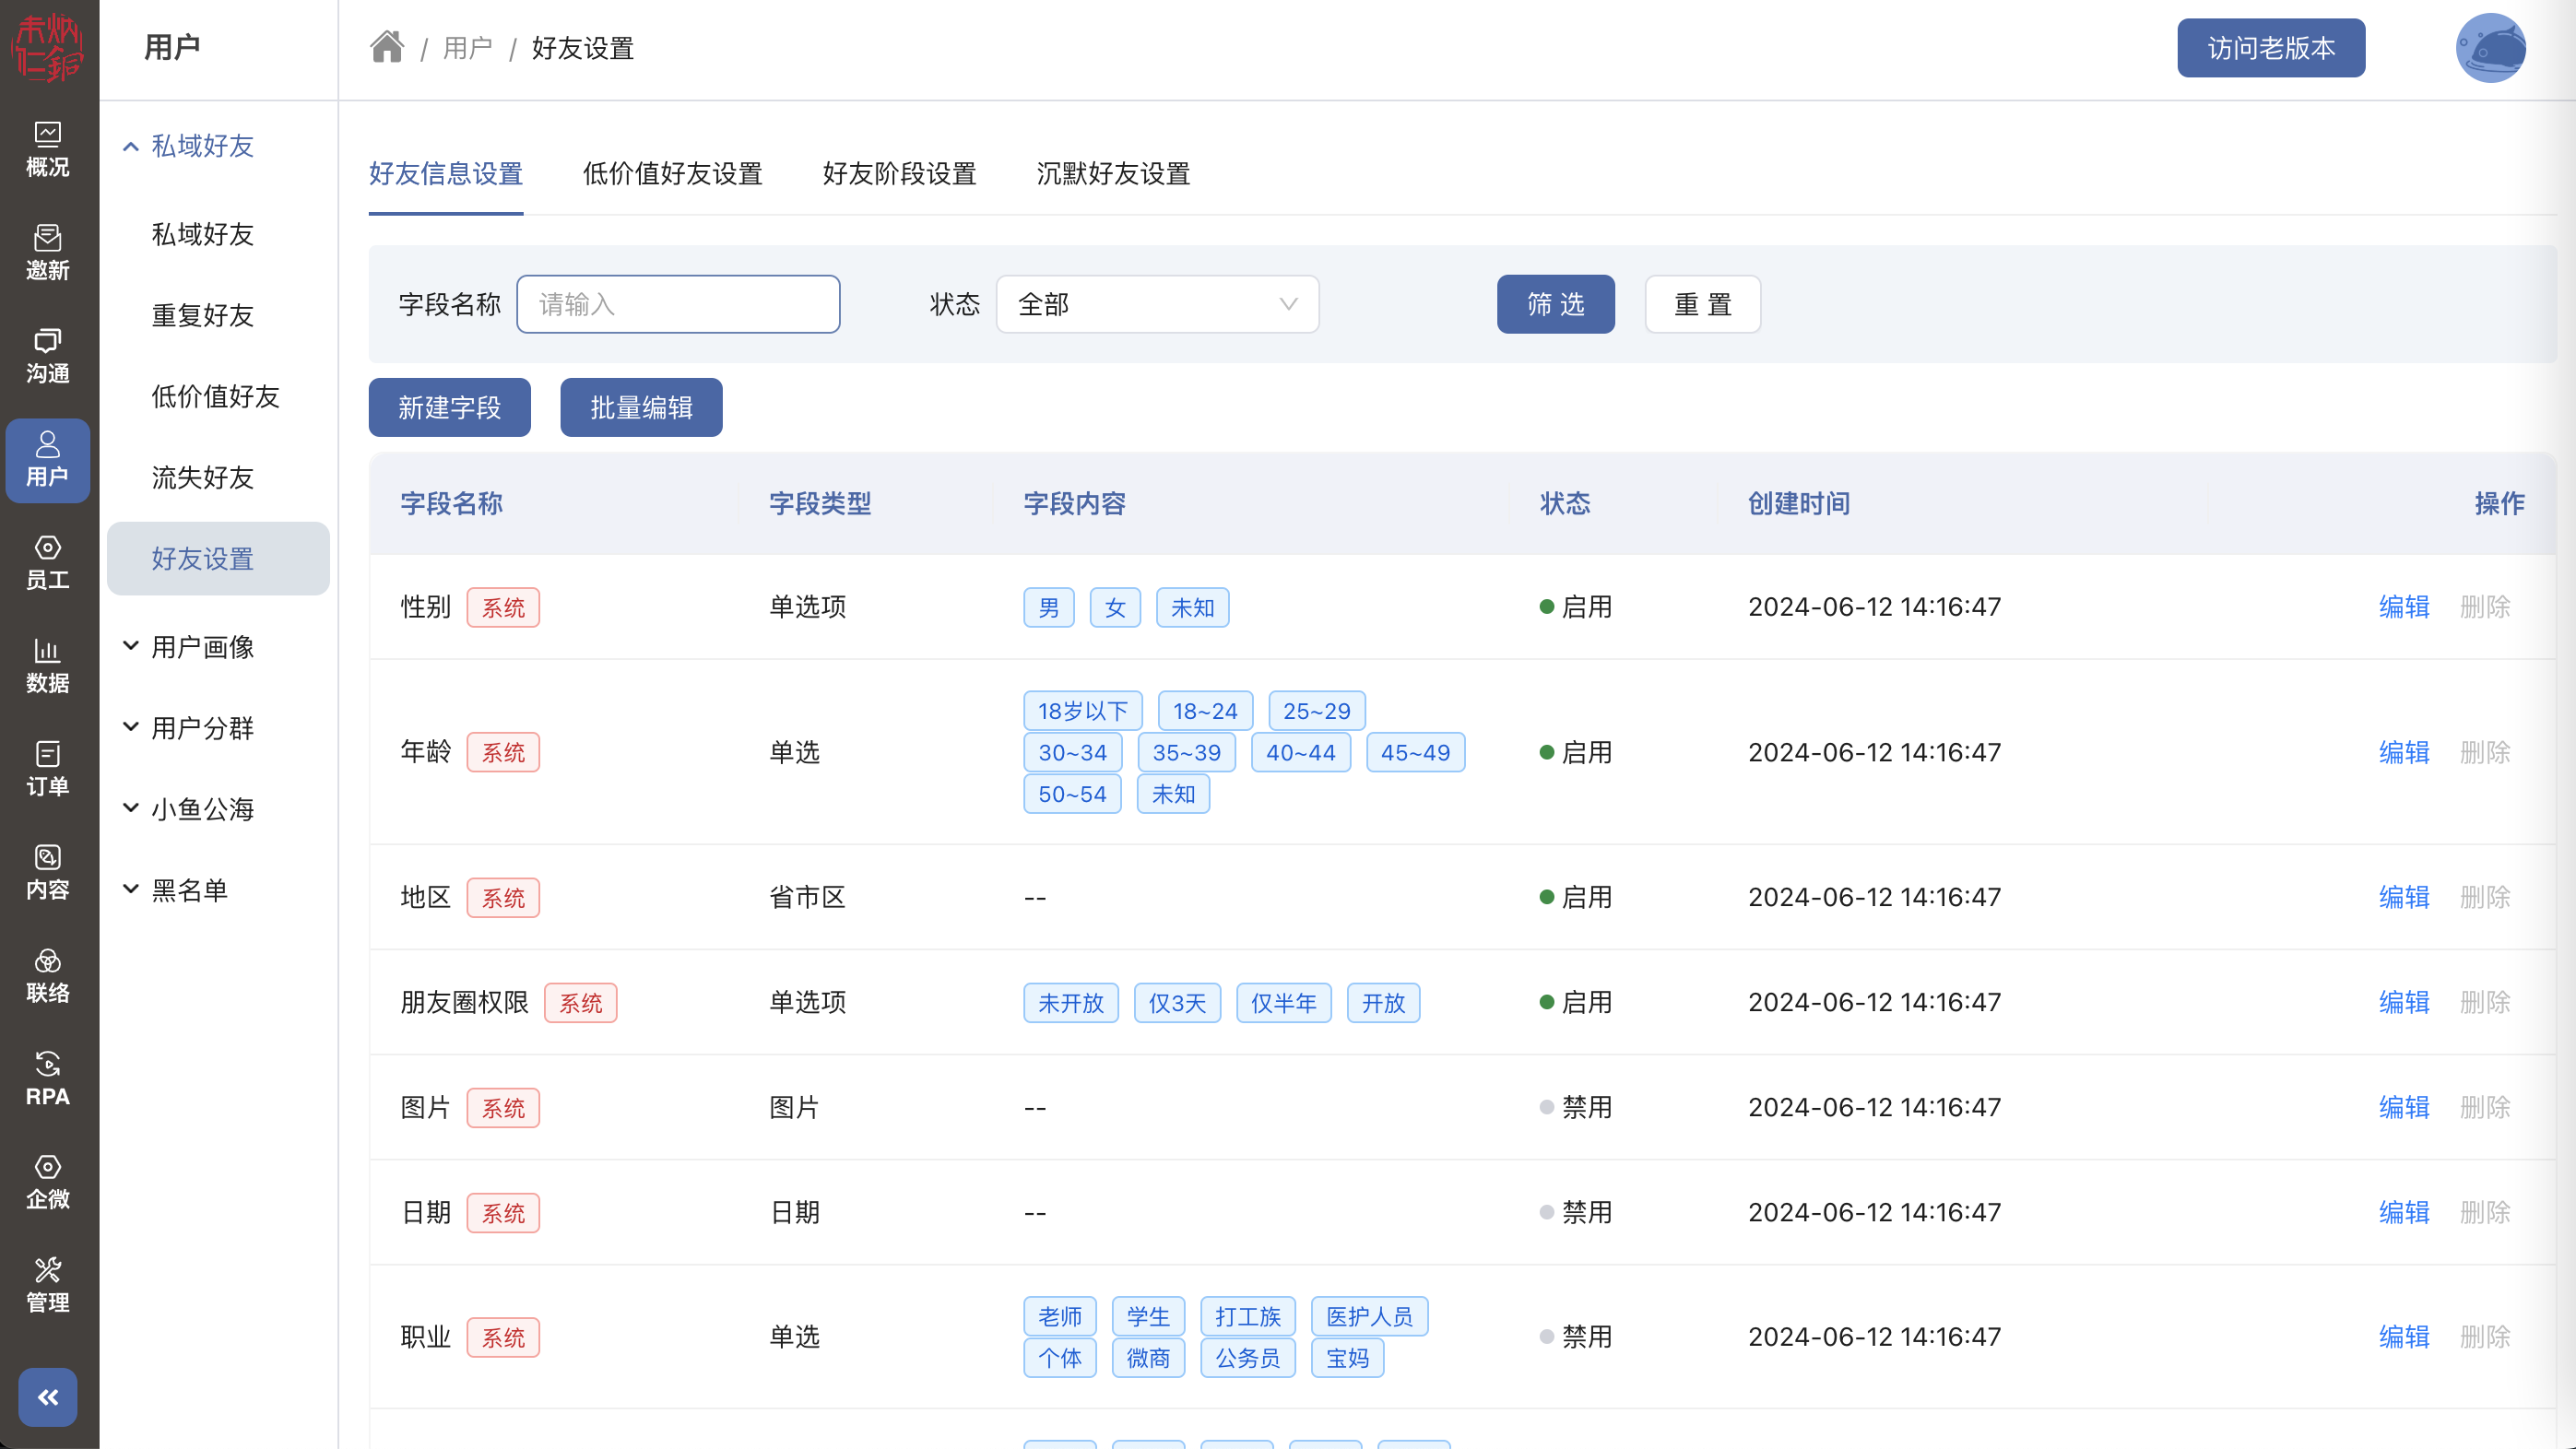 未炳
仁銅
用户
/ 用户 / 好友设置
访问老版本
概况
邀新
沟通
用户
员工
数据
订单
内容
联络
RPA
企微
管理
私域好友
私域好友
重复好友
低价值好友
流失好友
好友设置
用户画像
用户分群
小鱼公海
黑名单
好友信息设置 低价值好友设置 好友阶段设置 沉默好友设置
字段名称 请输入 状态 全部 筛选 重置
新建字段 批量编辑
字段名称 字段类型 字段内容 状态 创建时间 操作
性别 系统 单选项 男 女 未知 启用 2024-06-12 14:16:47 编辑 删除
18岁以下 18~24 25~29
年龄 系统 单选 30~34 35~39 40~44 45~49 启用 2024-06-12 14:16:47 编辑 删除
50~54 未知
地区 系统 省市区 -- 启用 2024-06-12 14:16:47 编辑 删除
朋友圈权限 系统 单选项 未开放 仅3天 仅半年 开放 启用 2024-06-12 14:16:47 编辑 删除
图片 系统 图片 -- 禁用 2024-06-12 14:16:47 编辑 删除
日期 系统 日期 -- 禁用 2024-06-12 14:16:47 编辑 删除
职业 系统 单选 老师 学生 打工族 医护人员 禁用 2024-06-12 14:16:47 编辑 删除
个体 微商 公务员 宝妈